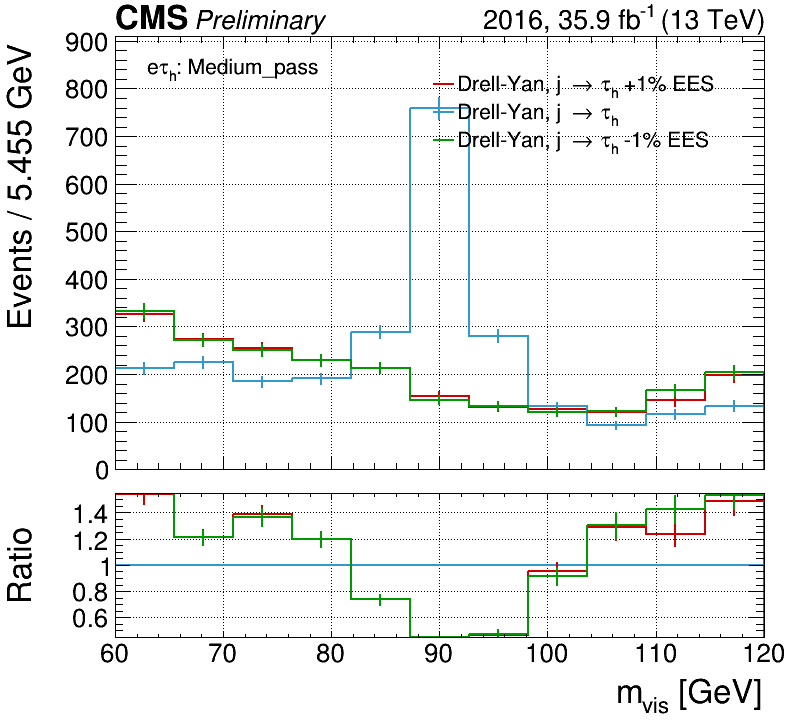 CMS Preliminary 2016, 35.9 fb⁻¹ (13 TeV)
eτₕ: Medium_pass
Drell-Yan, j → τₕ +1% EES
Drell-Yan, j → τₕ
Drell-Yan, j → τₕ -1% EES
Events / 5.455 GeV
900
800
700
600
500
400
300
200
100
0
Ratio
1.4
1.2
1
0.8
0.6
60 70 80 90 100 110 120
m_vis [GeV]